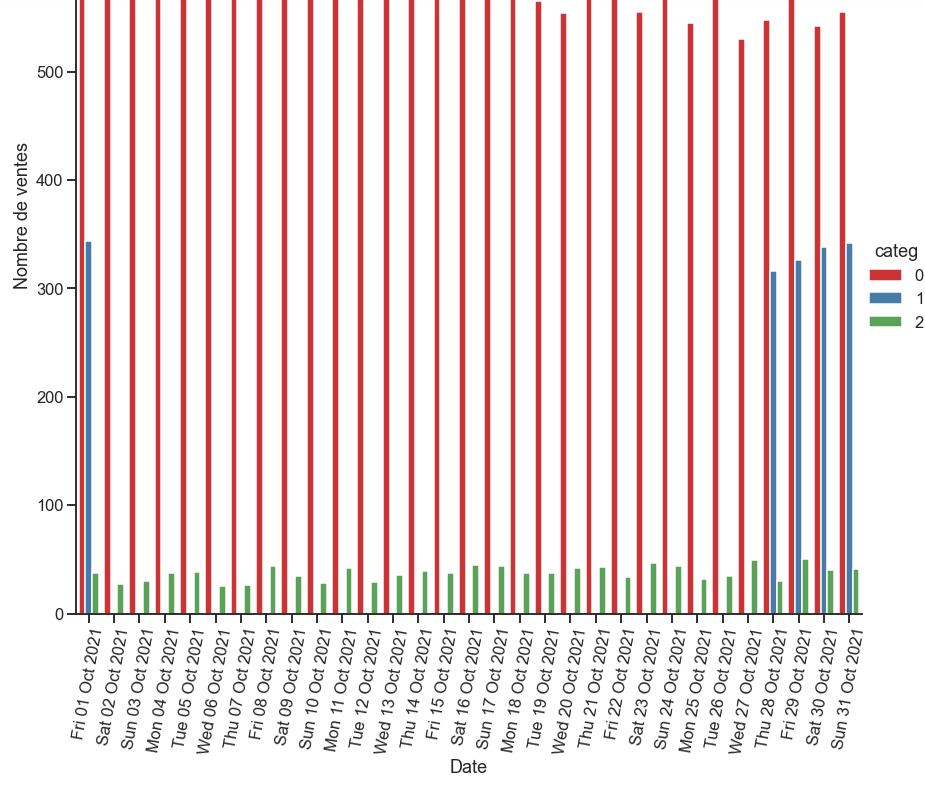 500
400
300
200
100
0
Nombre de ventes
categ
0
1
2
Fri 01 Oct 2021
Sat 02 Oct 2021
Sun 03 Oct 2021
Mon 04 Oct 2021
Tue 05 Oct 2021
Wed 06 Oct 2021
Thu 07 Oct 2021
Fri 08 Oct 2021
Sat 09 Oct 2021
Sun 10 Oct 2021
Mon 11 Oct 2021
Tue 12 Oct 2021
Wed 13 Oct 2021
Thu 14 Oct 2021
Fri 15 Oct 2021
Sat 16 Oct 2021
Sun 17 Oct 2021
Mon 18 Oct 2021
Tue 19 Oct 2021
Wed 20 Oct 2021
Thu 21 Oct 2021
Fri 22 Oct 2021
Sat 23 Oct 2021
Sun 24 Oct 2021
Mon 25 Oct 2021
Tue 26 Oct 2021
Wed 27 Oct 2021
Thu 28 Oct 2021
Fri 29 Oct 2021
Sat 30 Oct 2021
Sun 31 Oct 2021
Date